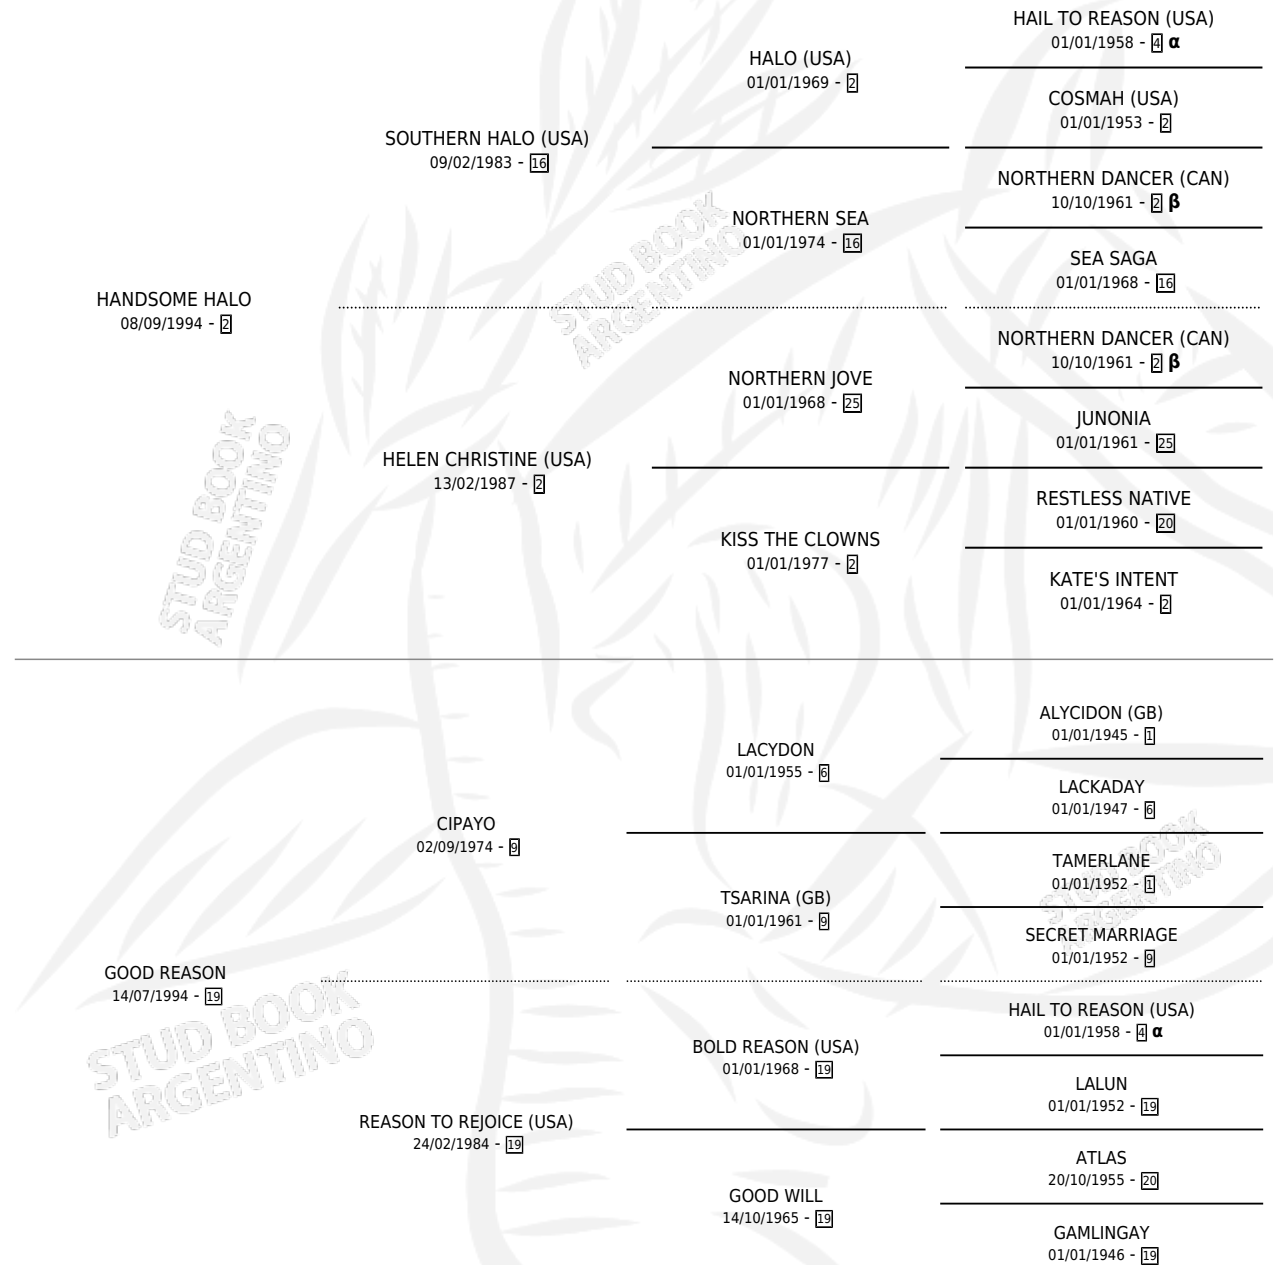 HAIL TO REASON (USA)
01/01/1958 - 4 α
HALO (USA)
01/01/1969 - 2
COSMAH (USA)
01/01/1953 - 2
SOUTHERN HALO (USA)
09/02/1983 - 16
NORTHERN DANCER (CAN)
10/10/1961 - 2 β
NORTHERN SEA
01/01/1974 - 16
SEA SAGA
01/01/1968 - 16
HANDSOME HALO
08/09/1994 - 2
NORTHERN DANCER (CAN)
10/10/1961 - 2 β
NORTHERN JOVE
01/01/1968 - 25
JUNONIA
01/01/1961 - 25
HELEN CHRISTINE (USA)
13/02/1987 - 2
RESTLESS NATIVE
01/01/1960 - 20
KISS THE CLOWNS
01/01/1977 - 2
KATE'S INTENT
01/01/1964 - 2
ALYCIDON (GB)
01/01/1945 - 1
LACYDON
01/01/1955 - 6
LACKADAY
01/01/1947 - 6
CIPAYO
02/09/1974 - 9
TAMERLANE
01/01/1952 - 1
TSARINA (GB)
01/01/1961 - 9
SECRET MARRIAGE
01/01/1952 - 9
GOOD REASON
14/07/1994 - 19
HAIL TO REASON (USA)
01/01/1958 - 4 α
BOLD REASON (USA)
01/01/1968 - 19
LALUN
01/01/1952 - 19
REASON TO REJOICE (USA)
24/02/1984 - 19
ATLAS
20/10/1955 - 20
GOOD WILL
14/10/1965 - 19
GAMLINGAY
01/01/1946 - 19
STUD BOOK
ARGENTINO
STUD BOOK
ARGENTINO
STUD BOOK
ARGENTINO
STUD BOOK
ARGENTINO